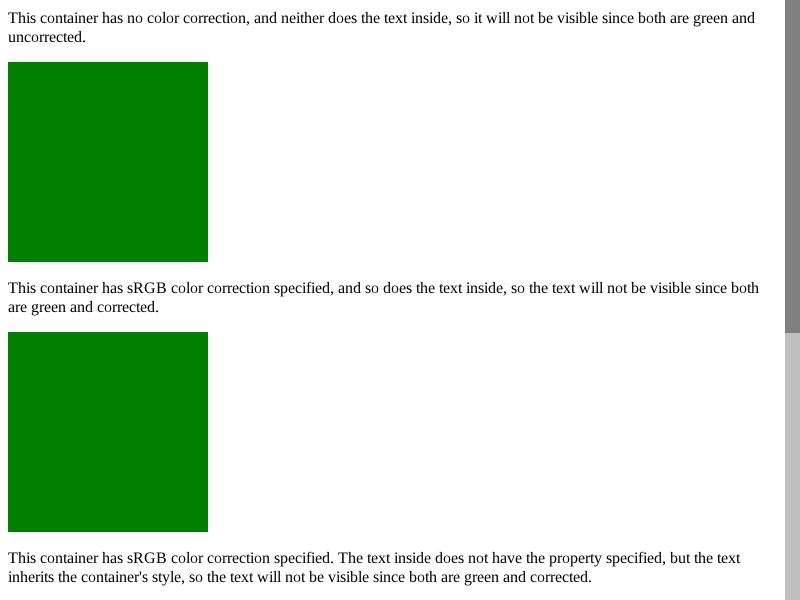 This container has no color correction, and neither does the text inside, so it will not be visible since both are green and
uncorrected.
This container has sRGB color correction specified, and so does the text inside, so the text will not be visible since both
are green and corrected.
This container has sRGB color correction specified. The text inside does not have the property specified, but the text
inherits the container's style, so the text will not be visible since both are green and corrected.